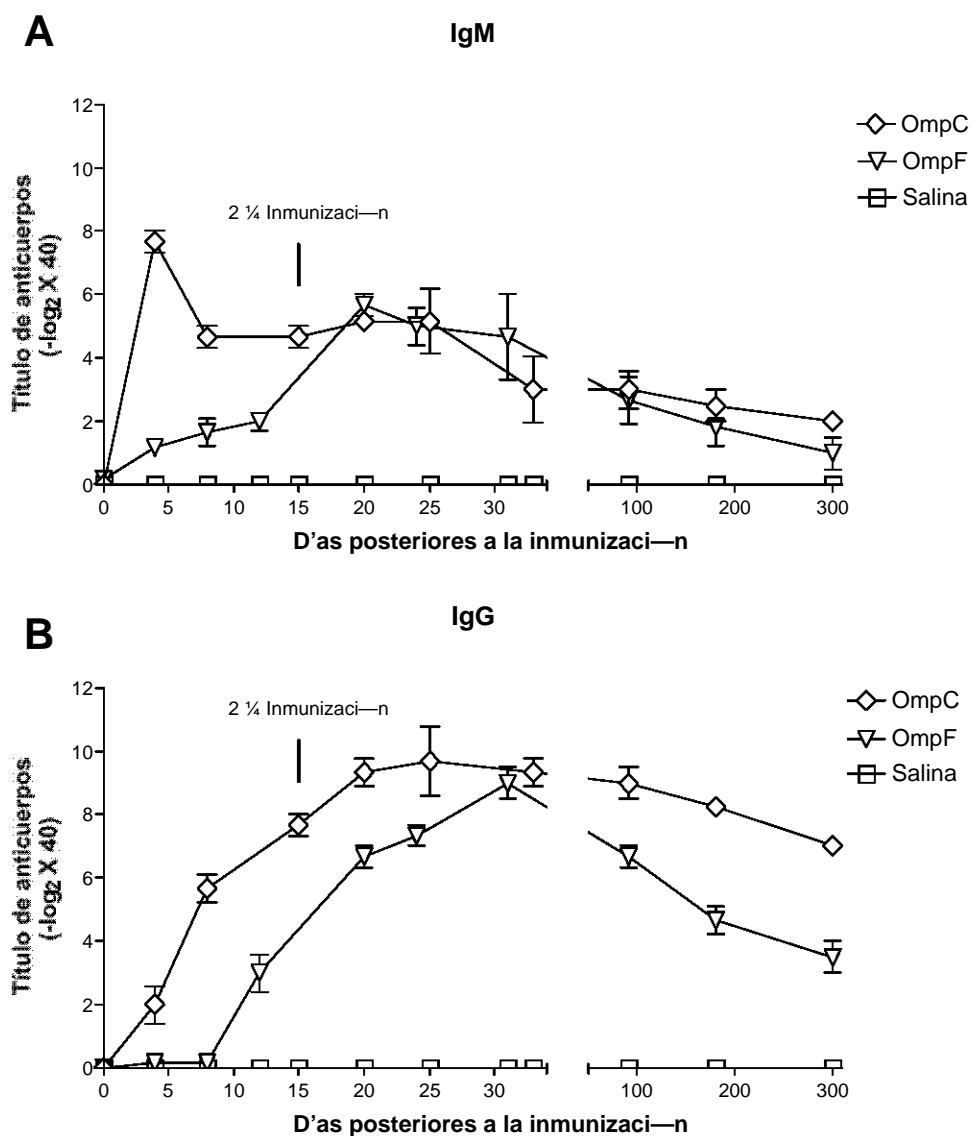 A
IgM
12
10
8
6
4
2
0
Título de anticuerpos
(-log2 X 40)
2 ¼ Inmunizaci—n
OmpC
OmpF
Salina
0 5 10 15 20 25 30 100 200 300
D'as posteriores a la inmunizaci—n
B
IgG
12
10
8
6
4
2
0
Título de anticuerpos
(-log2 X 40)
2 ¼ Inmunizaci—n
OmpC
OmpF
Salina
0 5 10 15 20 25 30 100 200 300
D'as posteriores a la inmunizaci—n